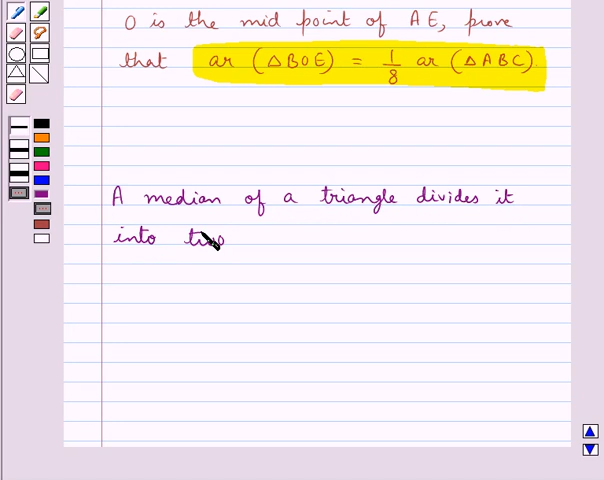 O is the mid point of AE, prove
that ar (△BOE) = 1/8 ar (△ABC).
A median of a triangle divides it
into two